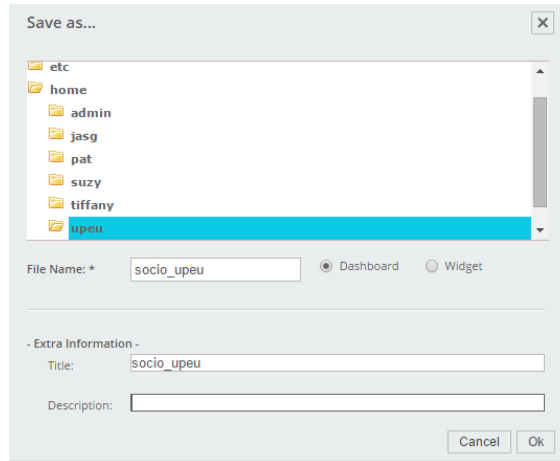 Save as...
etc
home
admin
jasg
pat
suzy
tiffany
upeu
File Name: * socio_upeu Dashboard Widget
- Extra Information -
Title: socio_upeu
Description:
Cancel Ok